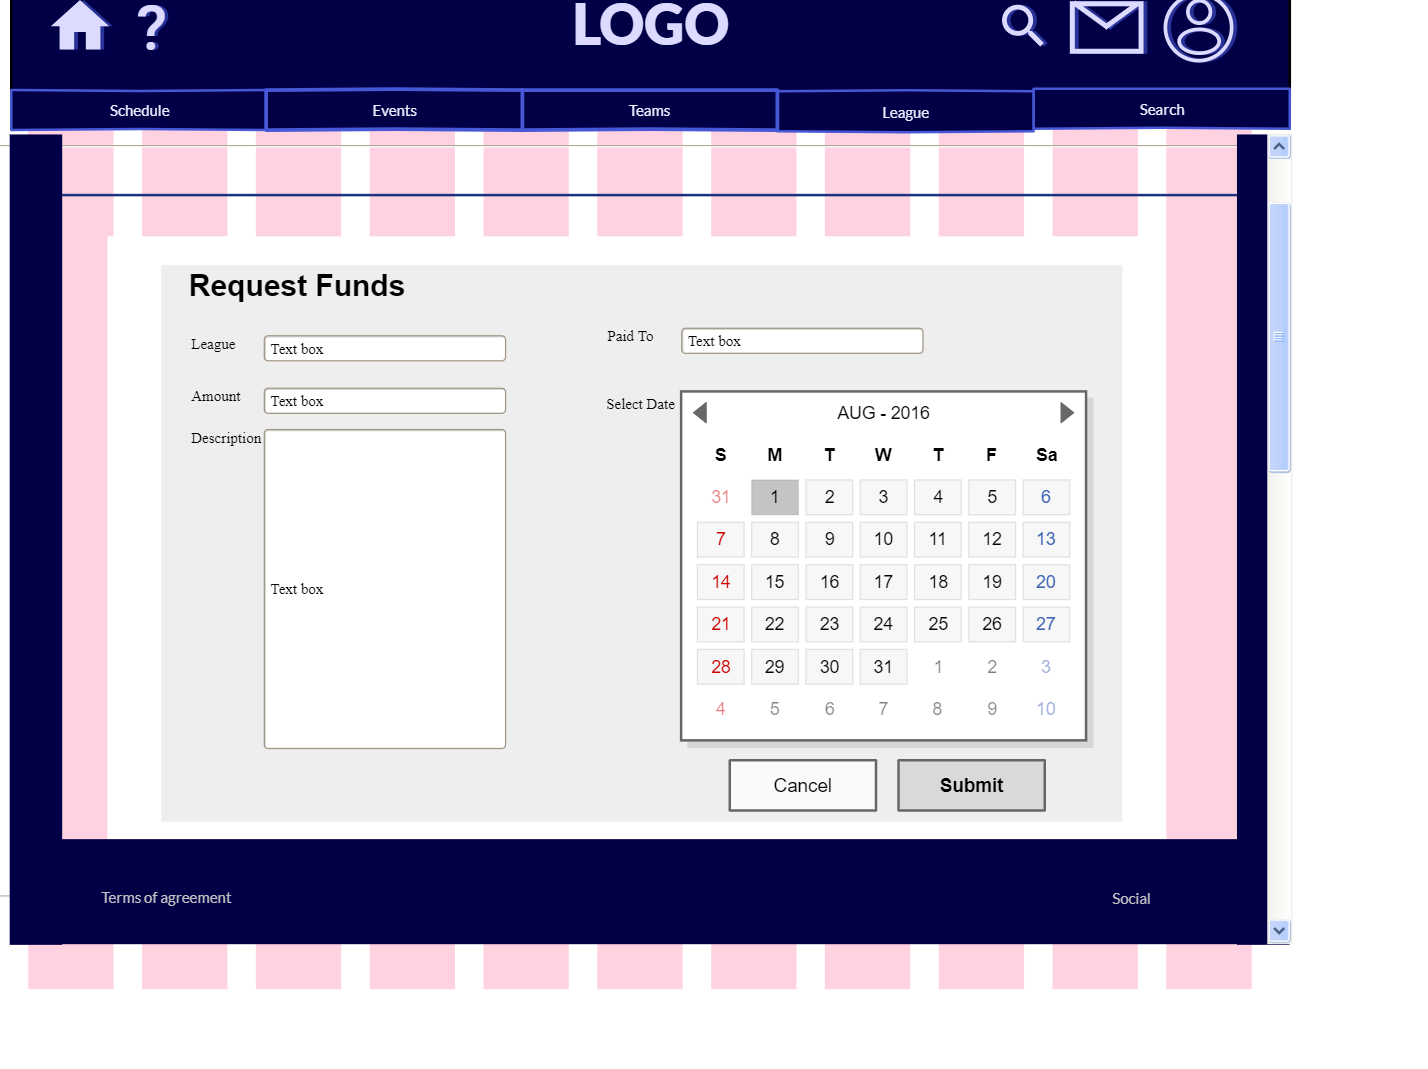 ?
LOGO
Schedule Events Teams League Search
Request Funds
League Text box
Paid To Text box
Amount Text box
Select Date
Description Text box
AUG - 2016
S M T W T F Sa
31 1 2 3 4 5 6
7 8 9 10 11 12 13
14 15 16 17 18 19 20
21 22 23 24 25 26 27
28 29 30 31 1 2 3
4 5 6 7 8 9 10
Cancel Submit
Terms of agreement Social